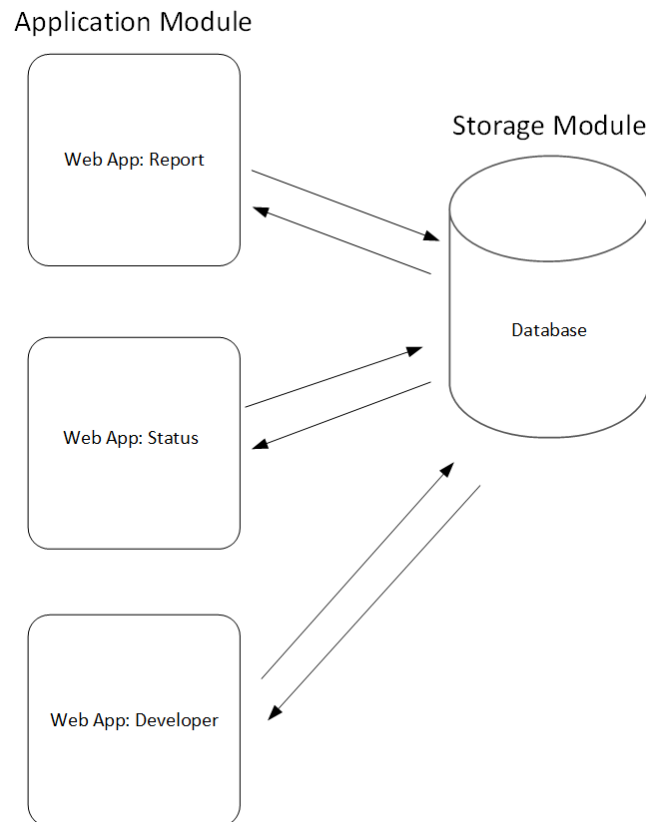 Application Module
Web App: Report
Storage Module
Database
Web App: Status
Web App: Developer